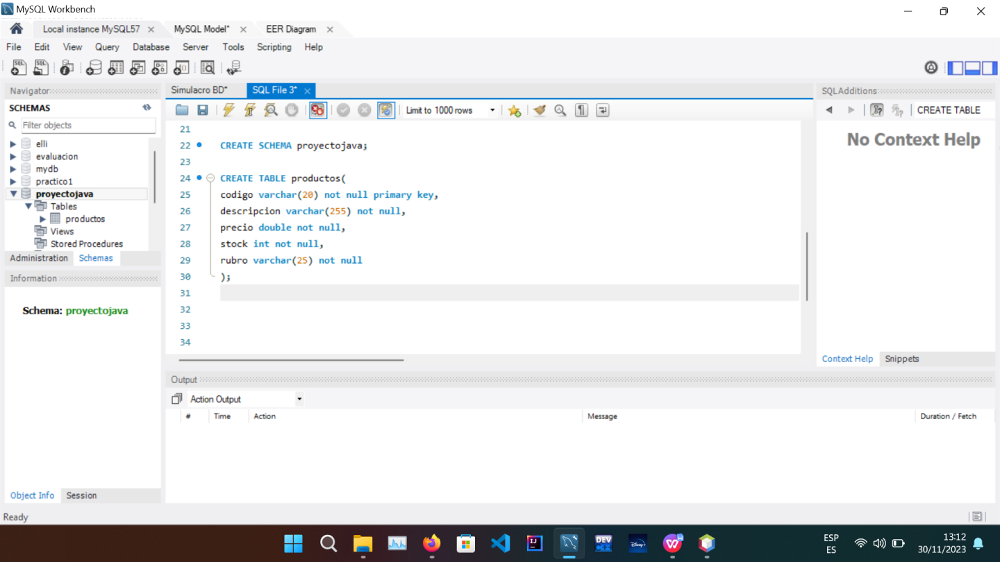 MySQL Workbench
Local instance MySQL57
MySQL Model*
EER Diagram
File Edit View Query Database Server Tools Scripting Help
Navigator
SCHEMAS
Filter objects
elli
evaluacion
mydb
practico1
proyectojava
Tables
productos
Views
Stored Procedures
Administration Schemas
Information
Schema: proyectojava
Object Info Session
Simulacro BD*
SQL File 3*
Limit to 1000 rows
21
22 CREATE SCHEMA proyectojava;
23
24 CREATE TABLE productos(
25 codigo varchar(20) not null primary key,
26 descripcion varchar(255) not null,
27 precio double not null,
28 stock int not null,
29 rubro varchar(25) not null
30 );
31
32
33
34
SQLAdditions
CREATE TABLE
No Context Help
Context Help Snippets
Output
Action Output
# Time Action Message Duration / Fetch
Ready
ESP
ES
13:12
30/11/2023